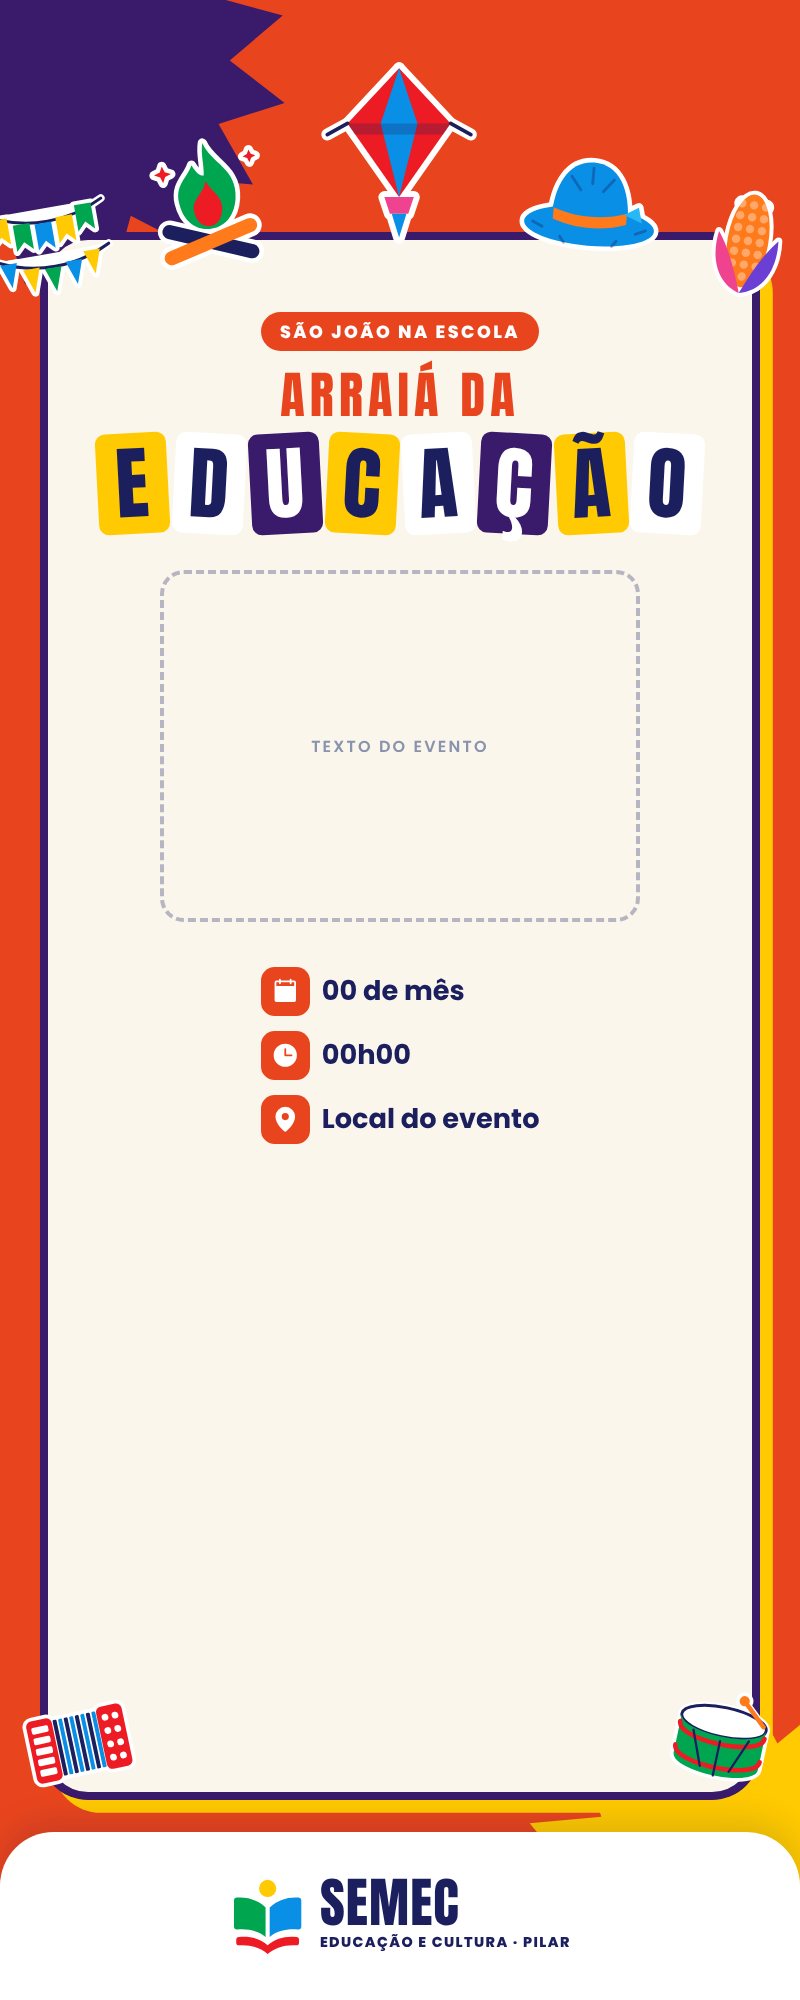 SÃO JOÃO NA ESCOLA
ARRAIÁ DA
EDUCAÇÃO
TEXTO DO EVENTO
00 de mês
00h00
Local do evento
SEMEC
EDUCAÇÃO E CULTURA · PILAR